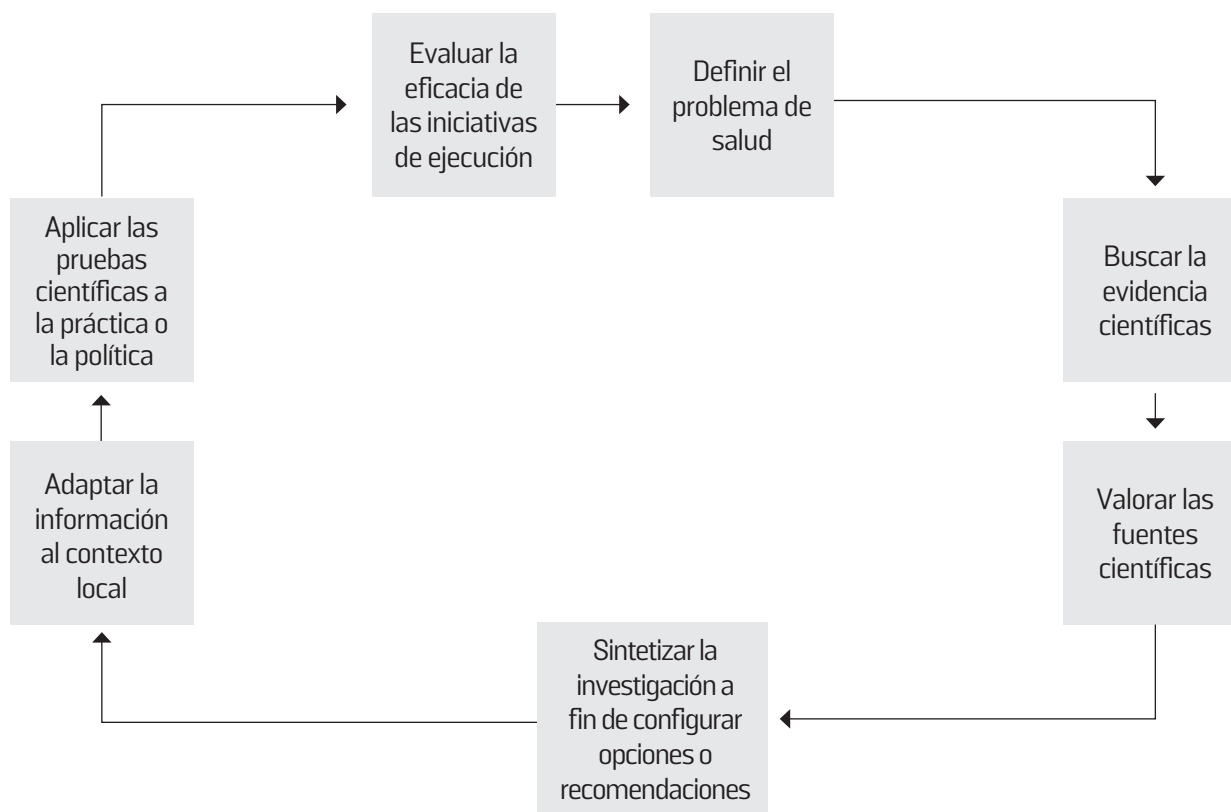 Evaluar la
eficacia de
las iniciativas
de ejecución
Definir el
problema de
salud
Buscar la
evidencia
científicas
Valorar las
fuentes
científicas
Sintetizar la
investigación a
fin de configurar
opciones o
recomendaciones
Adaptar la
información
al contexto
local
Aplicar las
pruebas
científicas a
la práctica o
la política